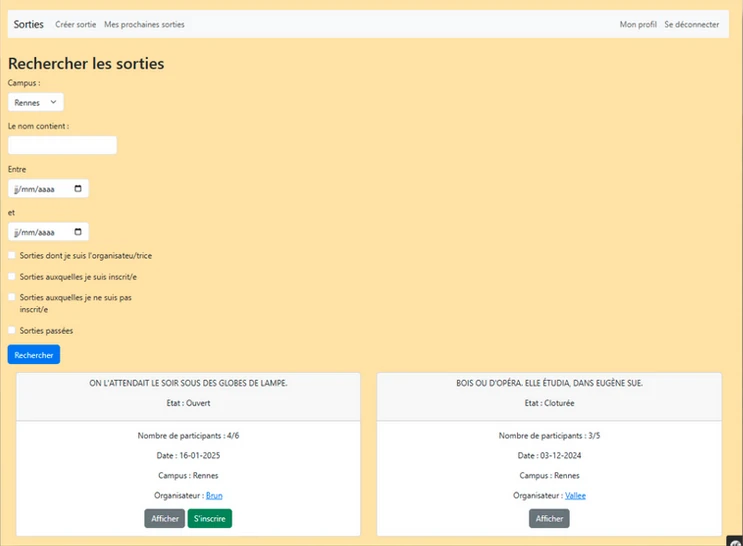 Sorties Créer sortie Mes prochaines sorties Mon profil Se déconnecter
Rechercher les sorties
Campus :
Rennes
Le nom contient :
Entre
jj/mm/aaaa
et
jj/mm/aaaa
Sorties dont je suis l'organisateu/trice
Sorties auxquelles je suis inscrit/e
Sorties auxquelles je ne suis pas
inscrit/e
Sorties passées
Rechercher
ON L'ATTENDAIT LE SOIR SOUS DES GLOBES DE LAMPE.
Etat : Ouvert
Nombre de participants : 4/6
Date : 16-01-2025
Campus : Rennes
Organisateur : Brun
Afficher S'inscrire
BOIS OU D'OPÉRA. ELLE ÉTUDIA, DANS EUGÈNE SUE.
Etat : Cloturée
Nombre de participants : 3/5
Date : 03-12-2024
Campus : Rennes
Organisateur : Vallee
Afficher